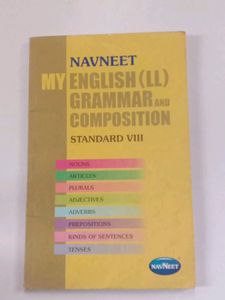 NAVNEET
MY ENGLISH (LL)
GRAMMAR AND
COMPOSITION
STANDARD VIII
NOUNS
ARTICLES
PLURALS
ADJECTIVES
ADVERBS
PREPOSITIONS
KINDS OF SENTENCES
TENSES
NAVNEET